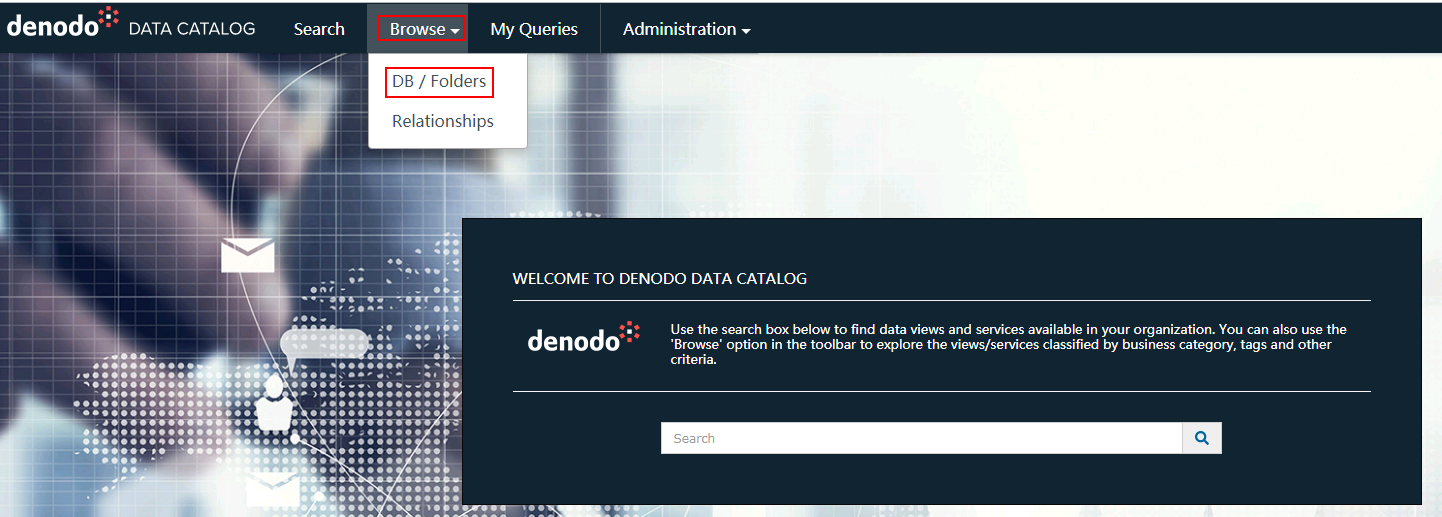 denodo DATA CATALOG Search Browse My Queries Administration
DB / Folders
Relationships
WELCOME TO DENODO DATA CATALOG
denodo
Use the search box below to find data views and services available in your organization. You can also use the
'Browse' option in the toolbar to explore the views/services classified by business category, tags and other
criteria.
Search